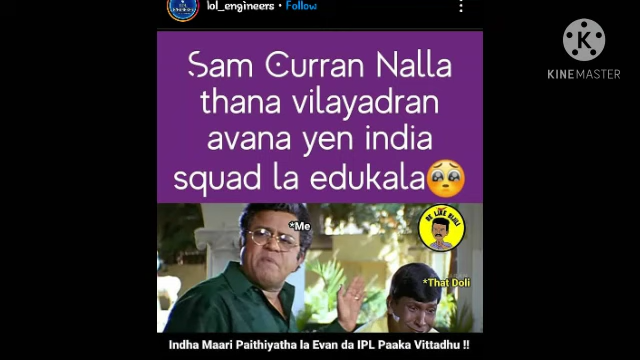 lol_engineers • Follow
KINEMASTER
Sam Curran Nalla
thana vilayadran
avana yen india
squad la edukala🥺
*Me
BE LIKE BIJILI
*That Doli
Indha Maari Paithiyatha la Evan da IPL Paaka Vittadhu !!